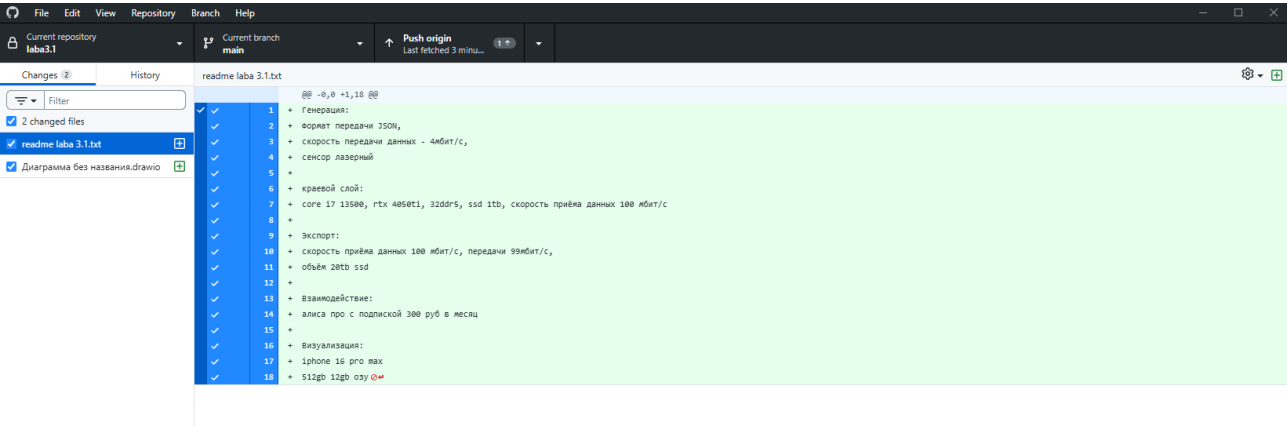 File Edit View Repository Branch Help
Current repository
laba3.1
Current branch
main
Push origin
Last fetched 3 minu...
1
Changes 2
History
readme laba 3.1.txt
Filter
2 changed files
readme laba 3.1.txt
Диаграмма без названия.drawio
@@ -0,0 +1,18 @@
1 + Генерация:
2 + Формат передачи JSON,
3 + скорость передачи данных - 4мбит/с,
4 + сенсор лазерный
5 +
6 + краевой слой:
7 + core i7 13500, rtx 4050ti, 32ddr5, ssd 1tb, скорость приёма данных 100 мбит/с
8 +
9 + Экспорт:
10 + скорость приёма данных 100 мбит/с, передачи 99мбит/с,
11 + объём 20tb ssd
12 +
13 + Взаимодействие:
14 + алиса про с подпиской 300 руб в месяц
15 +
16 + Визуализация:
17 + iphone 16 pro max
18 + 512gb 12gb озу